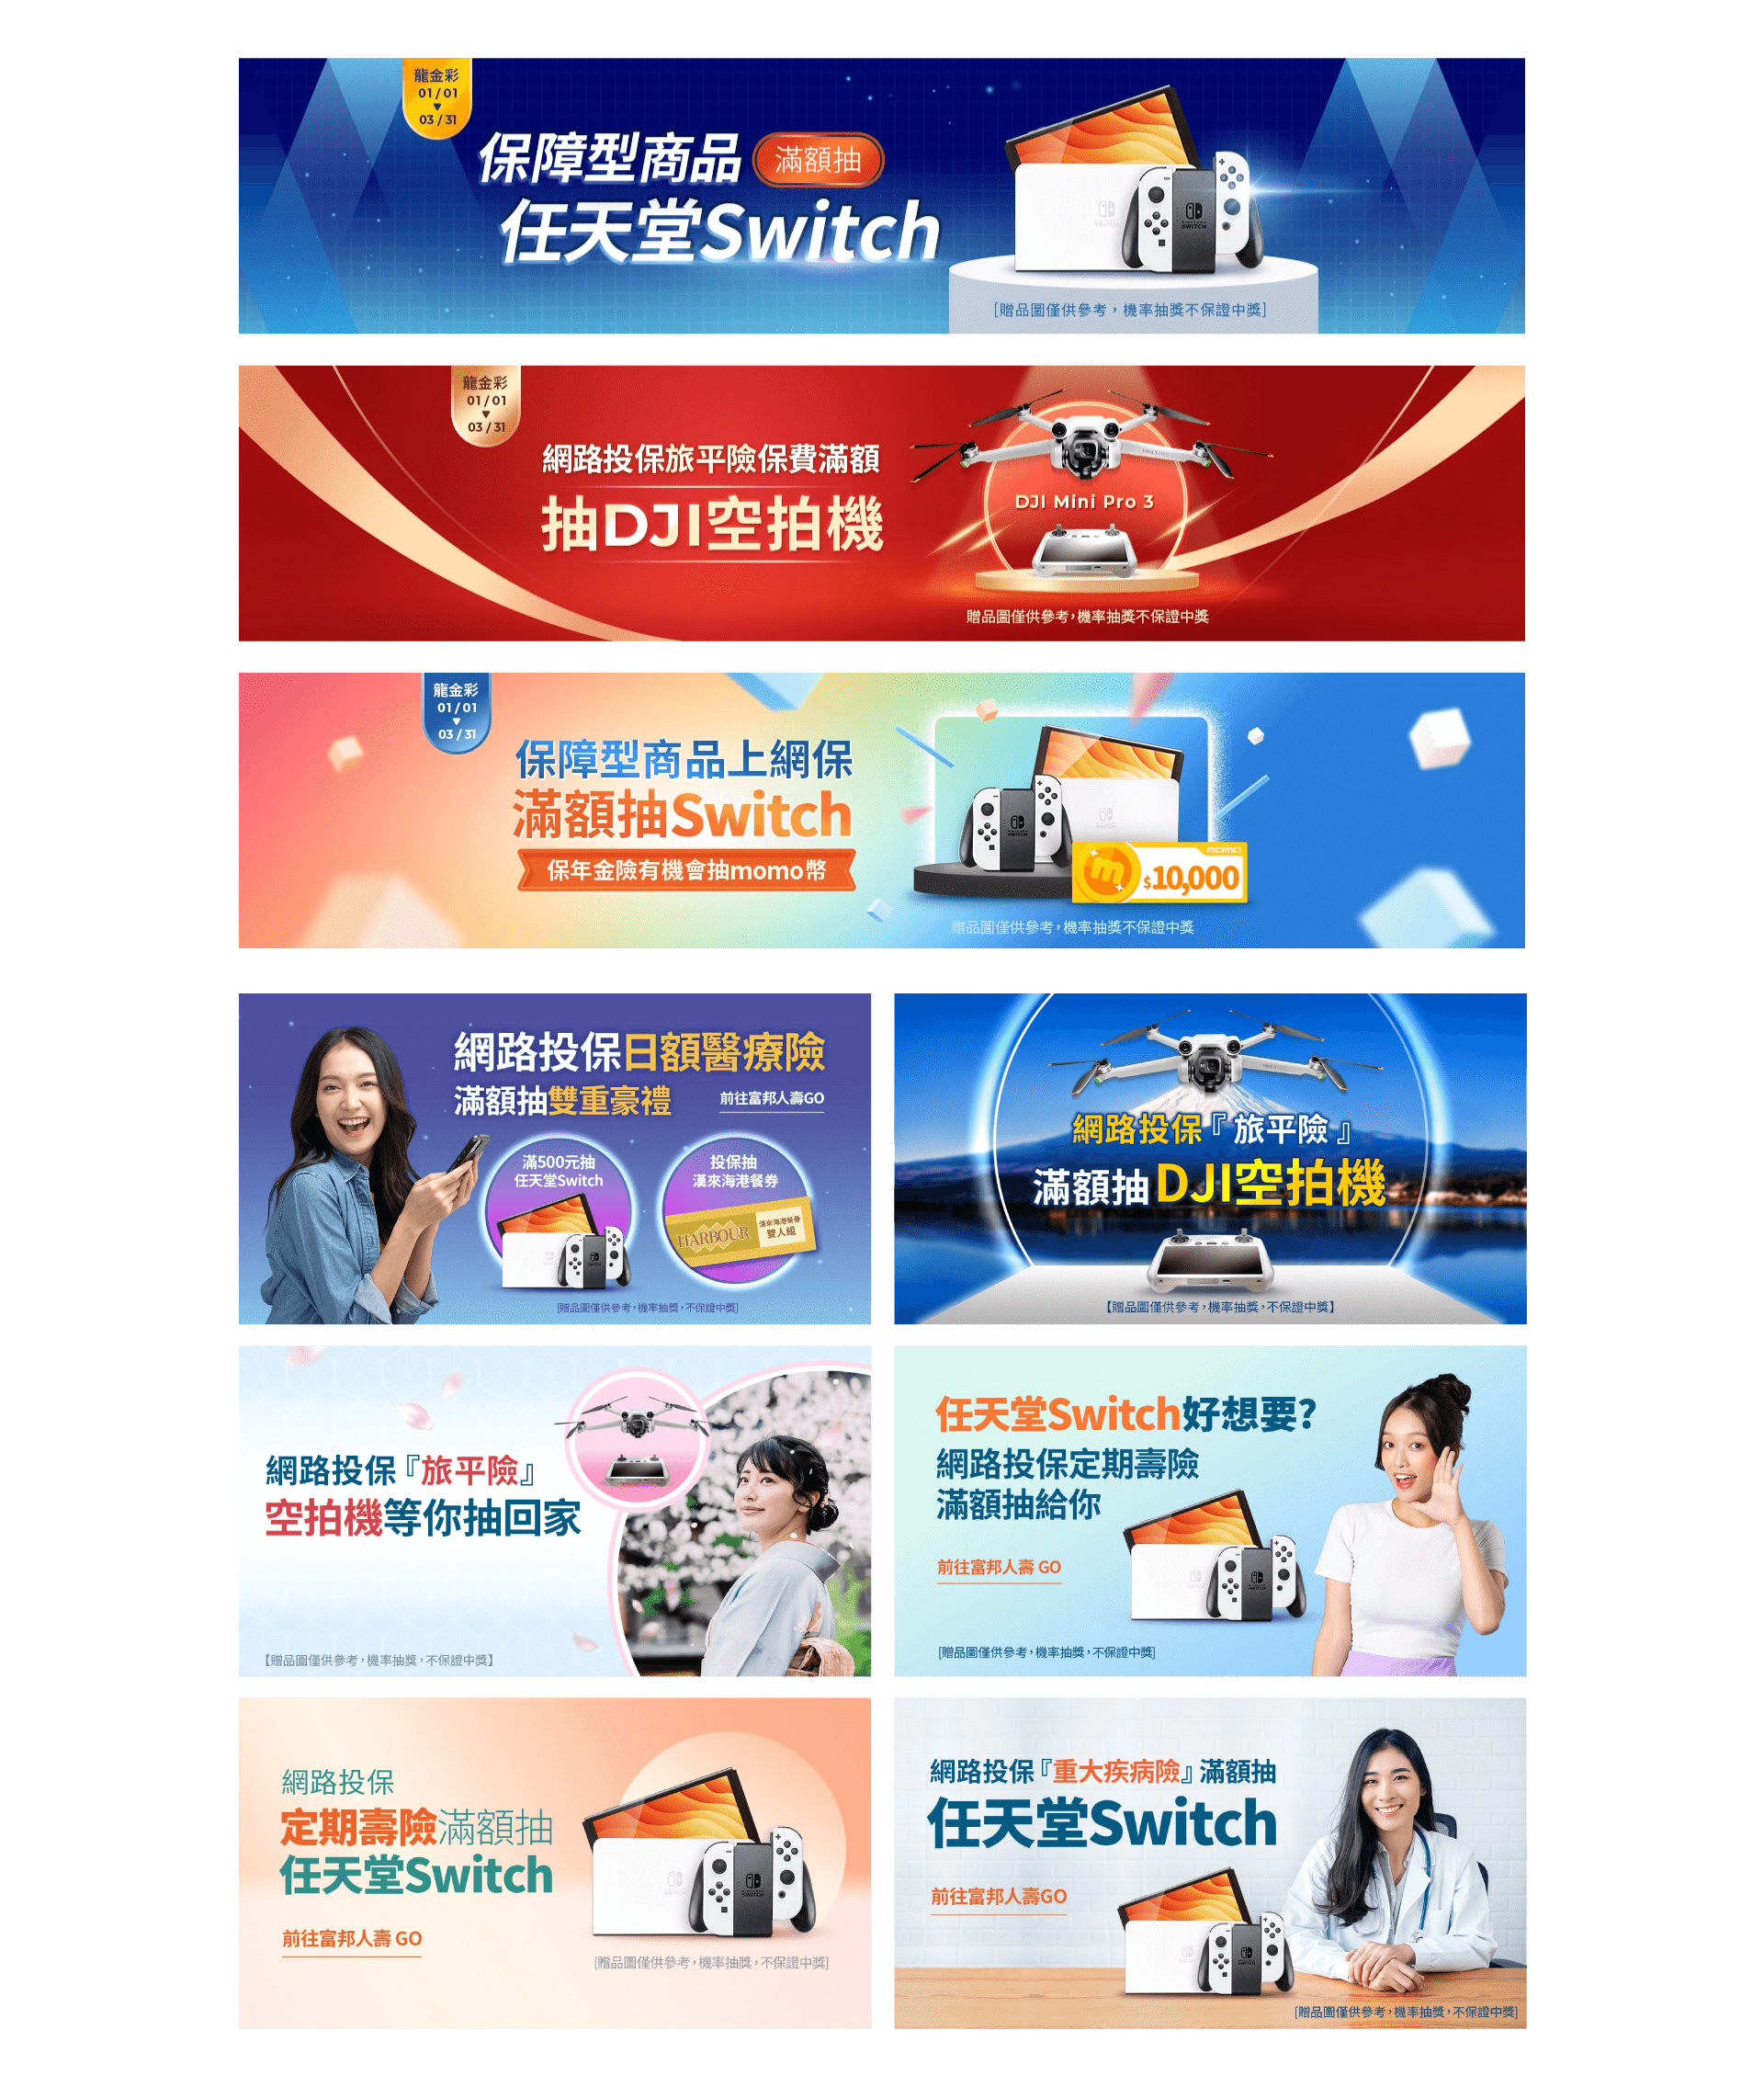 龍金彩
01/01
03/31
保障型商品 滿額抽
任天堂Switch
[贈品圖僅供參考，機率抽獎不保證中獎]
龍金彩
01/01
03/31
網路投保旅平險保費滿額
抽DJI空拍機
DJI Mini Pro 3
贈品圖僅供參考，機率抽獎不保證中獎
龍金彩
01/01
03/31
保障型商品上網保
滿額抽Switch
保年金險有機會抽momo幣
momo
$10,000
贈品圖僅供參考，機率抽獎不保證中獎
網路投保日額醫療險
滿額抽雙重豪禮
前往富邦人壽GO
滿500元抽
任天堂Switch
投保抽
漢來海港餐券
HARBOUR
漢來海港餐券
雙人組
[贈品圖僅供參考，機率抽獎，不保證中獎]
網路投保『旅平險』
滿額抽DJI空拍機
【贈品圖僅供參考，機率抽獎，不保證中獎】
網路投保『旅平險』
空拍機等你抽回家
【贈品圖僅供參考，機率抽獎，不保證中獎】
任天堂Switch好想要?
網路投保定期壽險
滿額抽給你
前往富邦人壽 GO
[贈品圖僅供參考，機率抽獎，不保證中獎]
網路投保
定期壽險滿額抽
任天堂Switch
前往富邦人壽 GO
[贈品圖僅供參考，機率抽獎，不保證中獎]
網路投保『重大疾病險』滿額抽
任天堂Switch
前往富邦人壽GO
[贈品圖僅供參考，機率抽獎，不保證中獎]